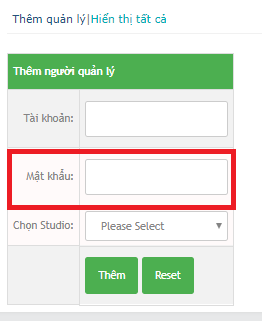 Thêm quản lý|Hiển thị tất cả
Thêm người quản lý
Tài khoản:
Mật khẩu:
Chọn Studio: Please Select
Thêm Reset